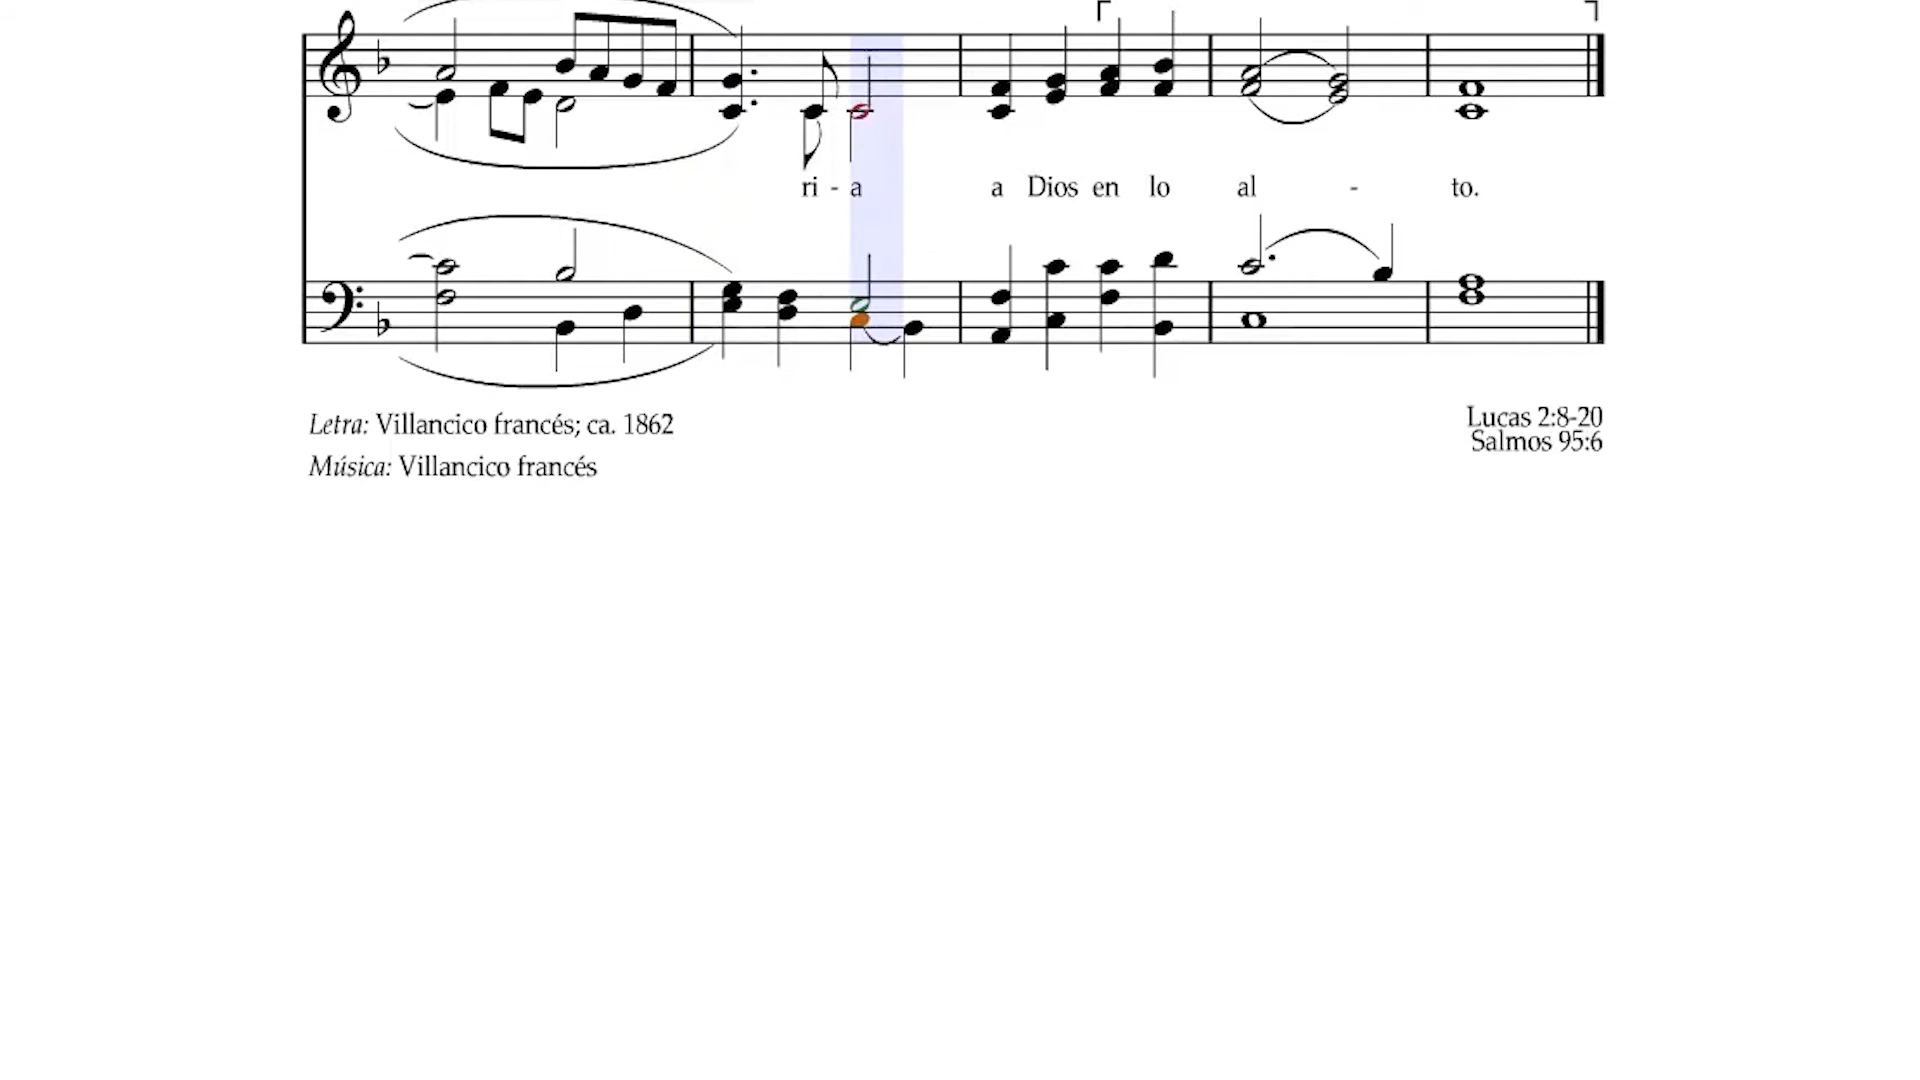 ri - a a Dios en lo al - to.
Letra: Villancico francés; ca. 1862
Música: Villancico francés
Lucas 2:8-20
Salmos 95:6